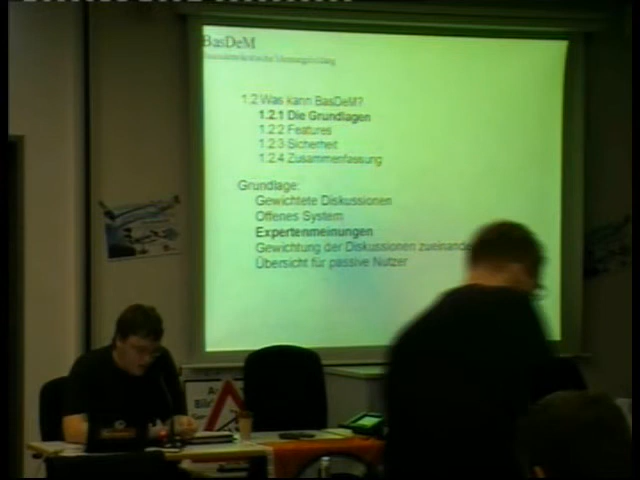 BasDeM
1.2 Was kann BasDeM?
1.2.1 Die Grundlagen
1.2.2 Features
1.2.3 Sicherheit
1.2.4 Zusammenfassung
Grundlage:
Gewichtete Diskussionen
Offenes System
Expertenmeinungen
Gewichtung der Diskussionen zueinande
Übersicht für passive Nutzer